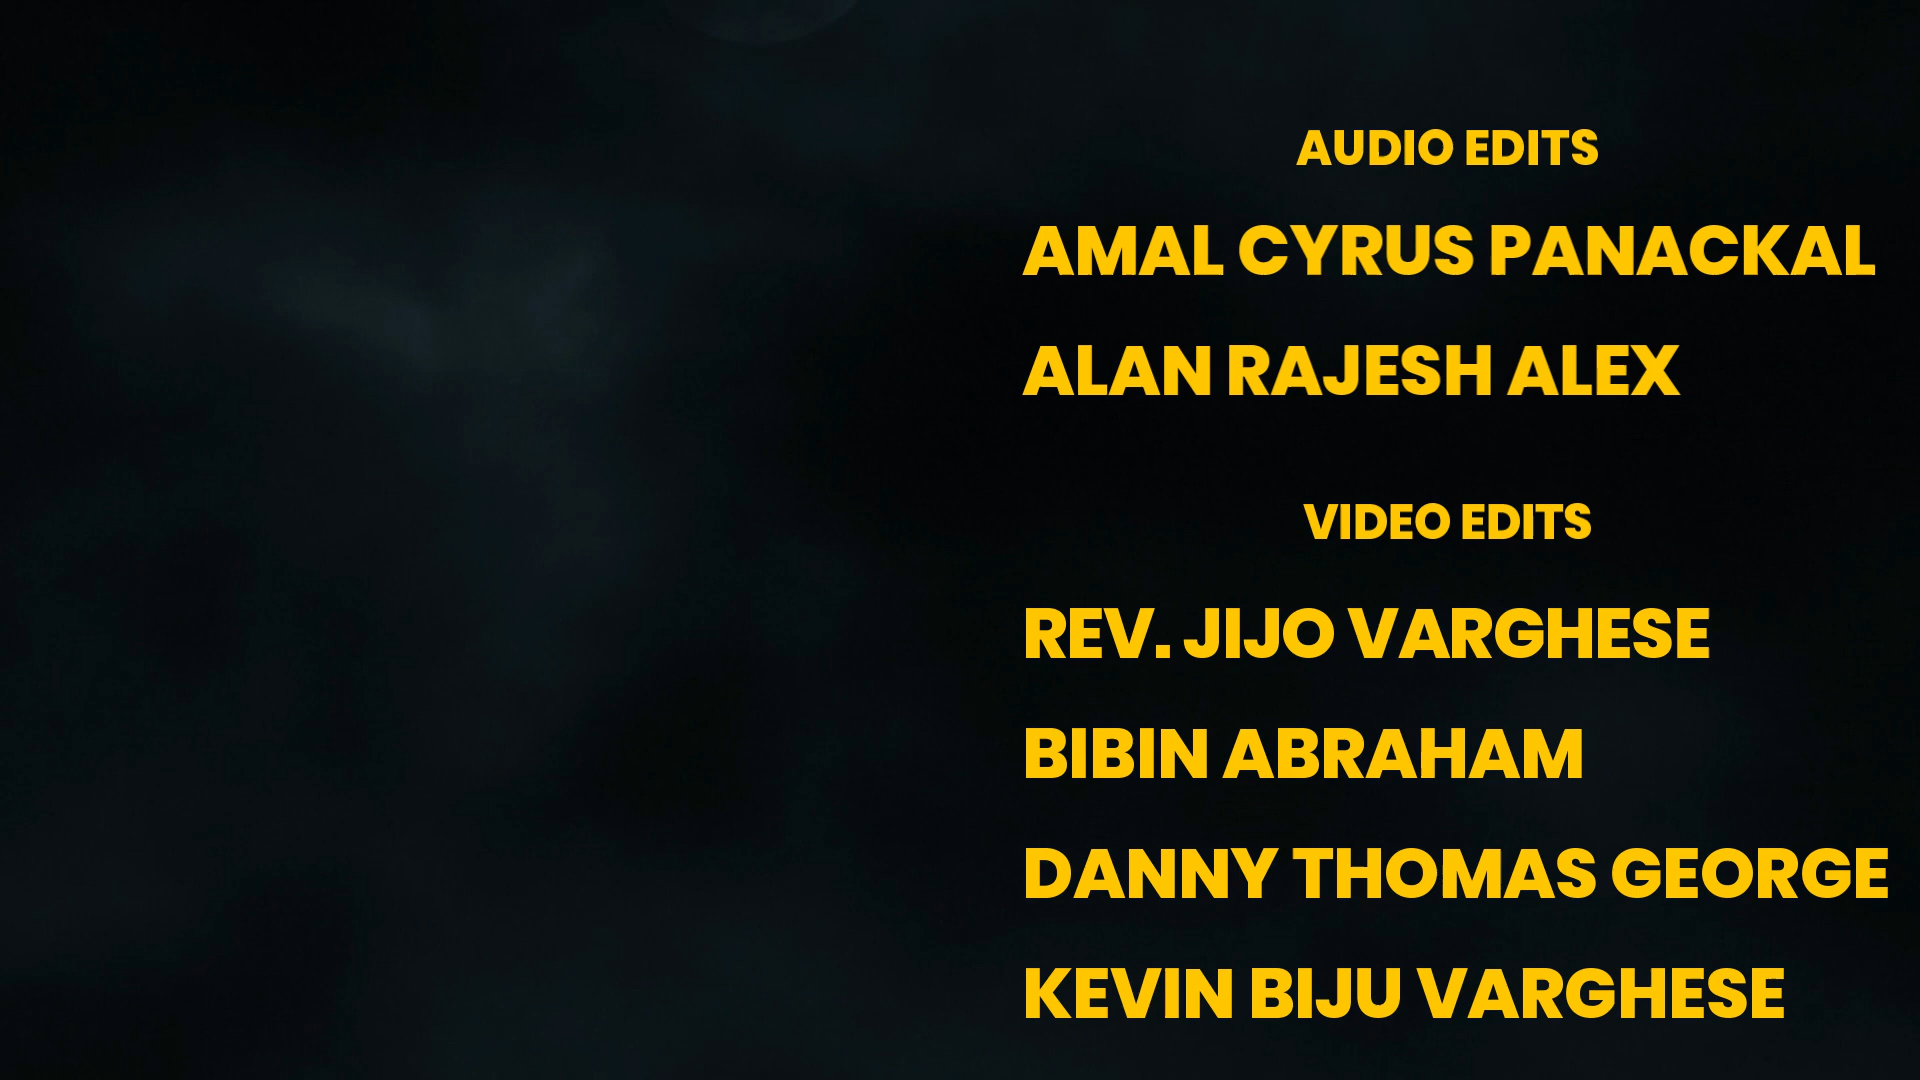 AUDIO EDITS
AMAL CYRUS PANACKAL
ALAN RAJESH ALEX
VIDEO EDITS
REV. JIJO VARGHESE
BIBIN ABRAHAM
DANNY THOMAS GEORGE
KEVIN BIJU VARGHESE